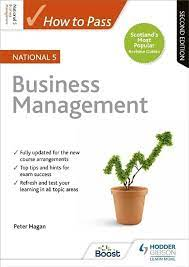 How to Pass
SECOND EDITION
NATIONAL 5
Scotland's
Most Popular
Revision Guides
Business
Management
Fully updated for the new
course arrangements
Top tips and hints for
exam success
Refresh and test your
learning in all topic areas
Peter Hagan
Boost
HODDER
GIBSON
LEARN MORE